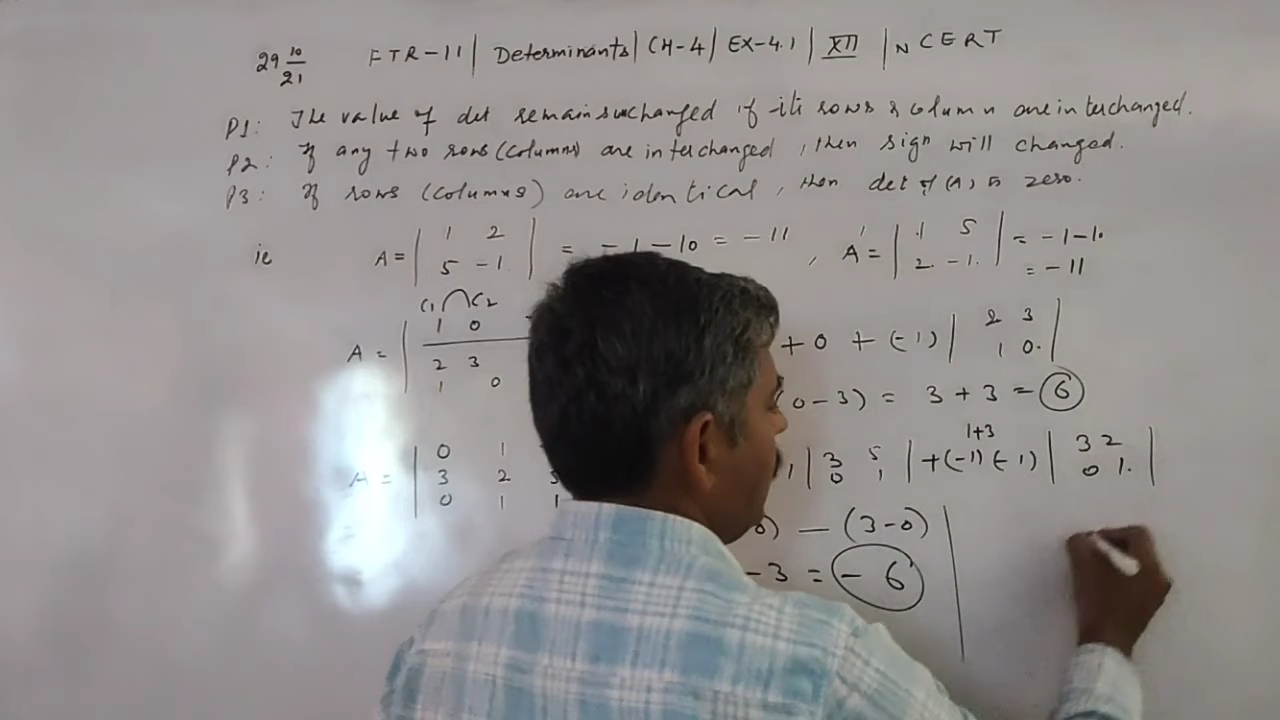 29 10/21 FTR-11 | Determinants | CH-4 | EX-4.1 | XII | NCERT
P1: The value of det remains unchanged if its rows & column are interchanged.
P2: If any two rows (columns) are interchanged, then sign will changed.
P3: If rows (columns) are identical, then det of (A) is zero.
ie A = | 1 2 | = -1 -10 = -11 , A' = | 1 5 | = -1-10
5 -1 2 -1 = -11
C1 C2
A = | 1 0 + 0 + (-1) | 2 3 |
2 3 1 0
1 0 0-3) = 3 + 3 = 6
A = | 0 1 | 3 5 | + (-1)^1+3 (-1) | 3 2 |
3 2 0 1 0 1
0 1 1
0) — (3-0)
-3 = -6